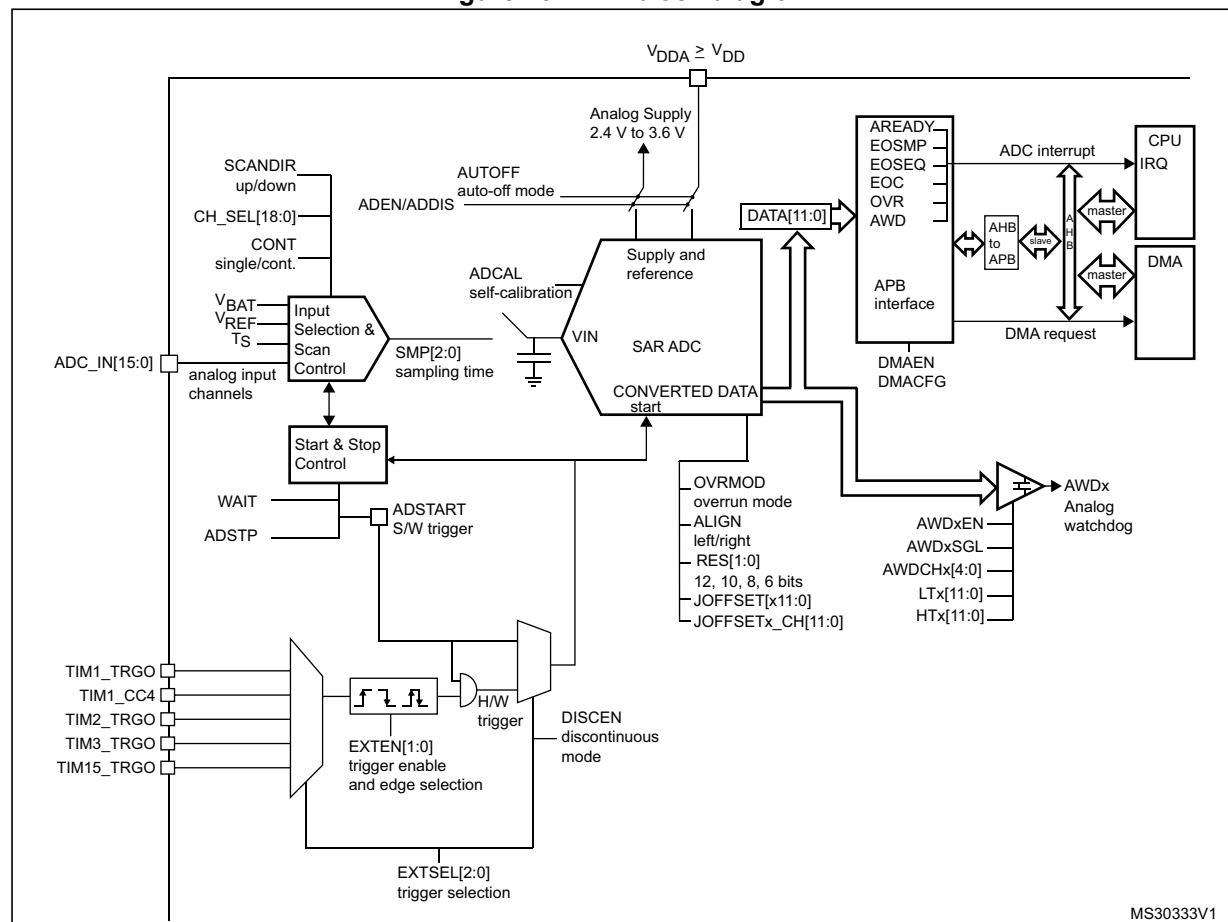 V_DDA ≥ V_DD
Analog Supply
2.4 V to 3.6 V
SCANDIR
up/down
CH_SEL[18:0]
CONT
single/cont.
AUTOFF
auto-off mode
ADEN/ADDIS
ADCAL
self-calibration
Supply and
reference
VIN
SAR ADC
CONVERTED DATA
start
V_BAT
V_REF
T_S
Input
Selection &
Scan
Control
ADC_IN[15:0]
analog input
channels
SMP[2:0]
sampling time
DATA[11:0]
AREADY
EOSMP
EOSEQ
EOC
OVR
AWD
APB
interface
ADC interrupt
CPU
IRQ
AHB
to
APB
slave
A
H
B
master
master
DMA
DMA request
DMAEN
DMACFG
Start & Stop
Control
WAIT
ADSTP
ADSTART
S/W trigger
OVRMOD
overrun mode
ALIGN
left/right
RES[1:0]
12, 10, 8, 6 bits
JOFFSET[x11:0]
JOFFSETx_CH[11:0]
AWDx
Analog
watchdog
AWDxEN
AWDxSGL
AWDCHx[4:0]
LTx[11:0]
HTx[11:0]
TIM1_TRGO
TIM1_CC4
TIM2_TRGO
TIM3_TRGO
TIM15_TRGO
H/W
trigger
EXTEN[1:0]
trigger enable
and edge selection
DISCEN
discontinuous
mode
EXTSEL[2:0]
trigger selection
MS30333V1